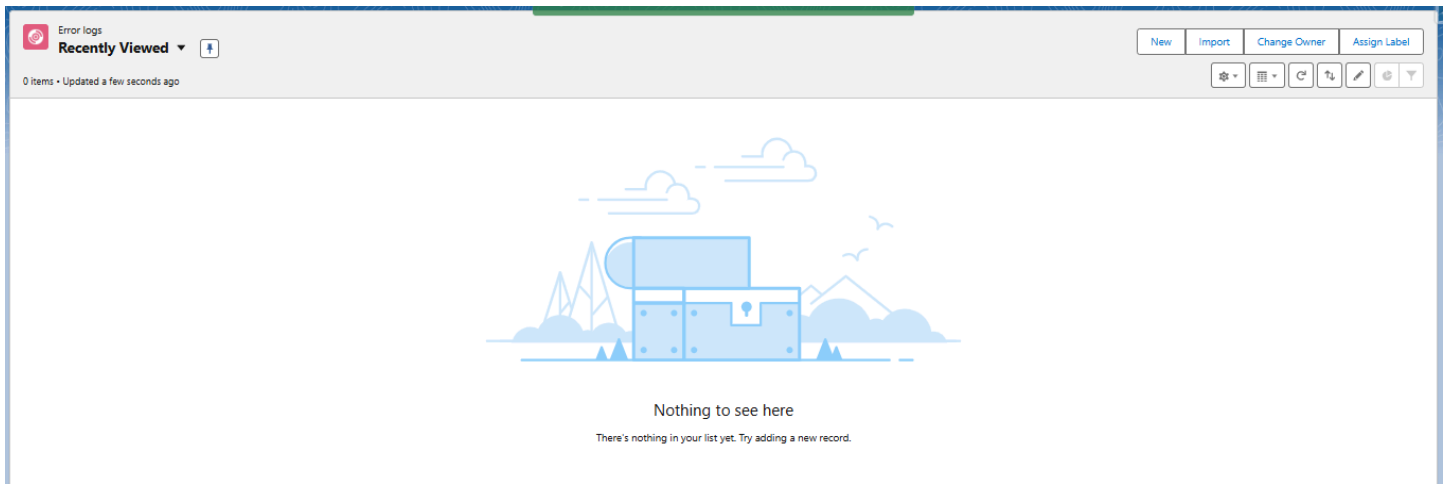 Error logs
Recently Viewed
New Import Change Owner Assign Label
0 items • Updated a few seconds ago
Nothing to see here
There's nothing in your list yet. Try adding a new record.